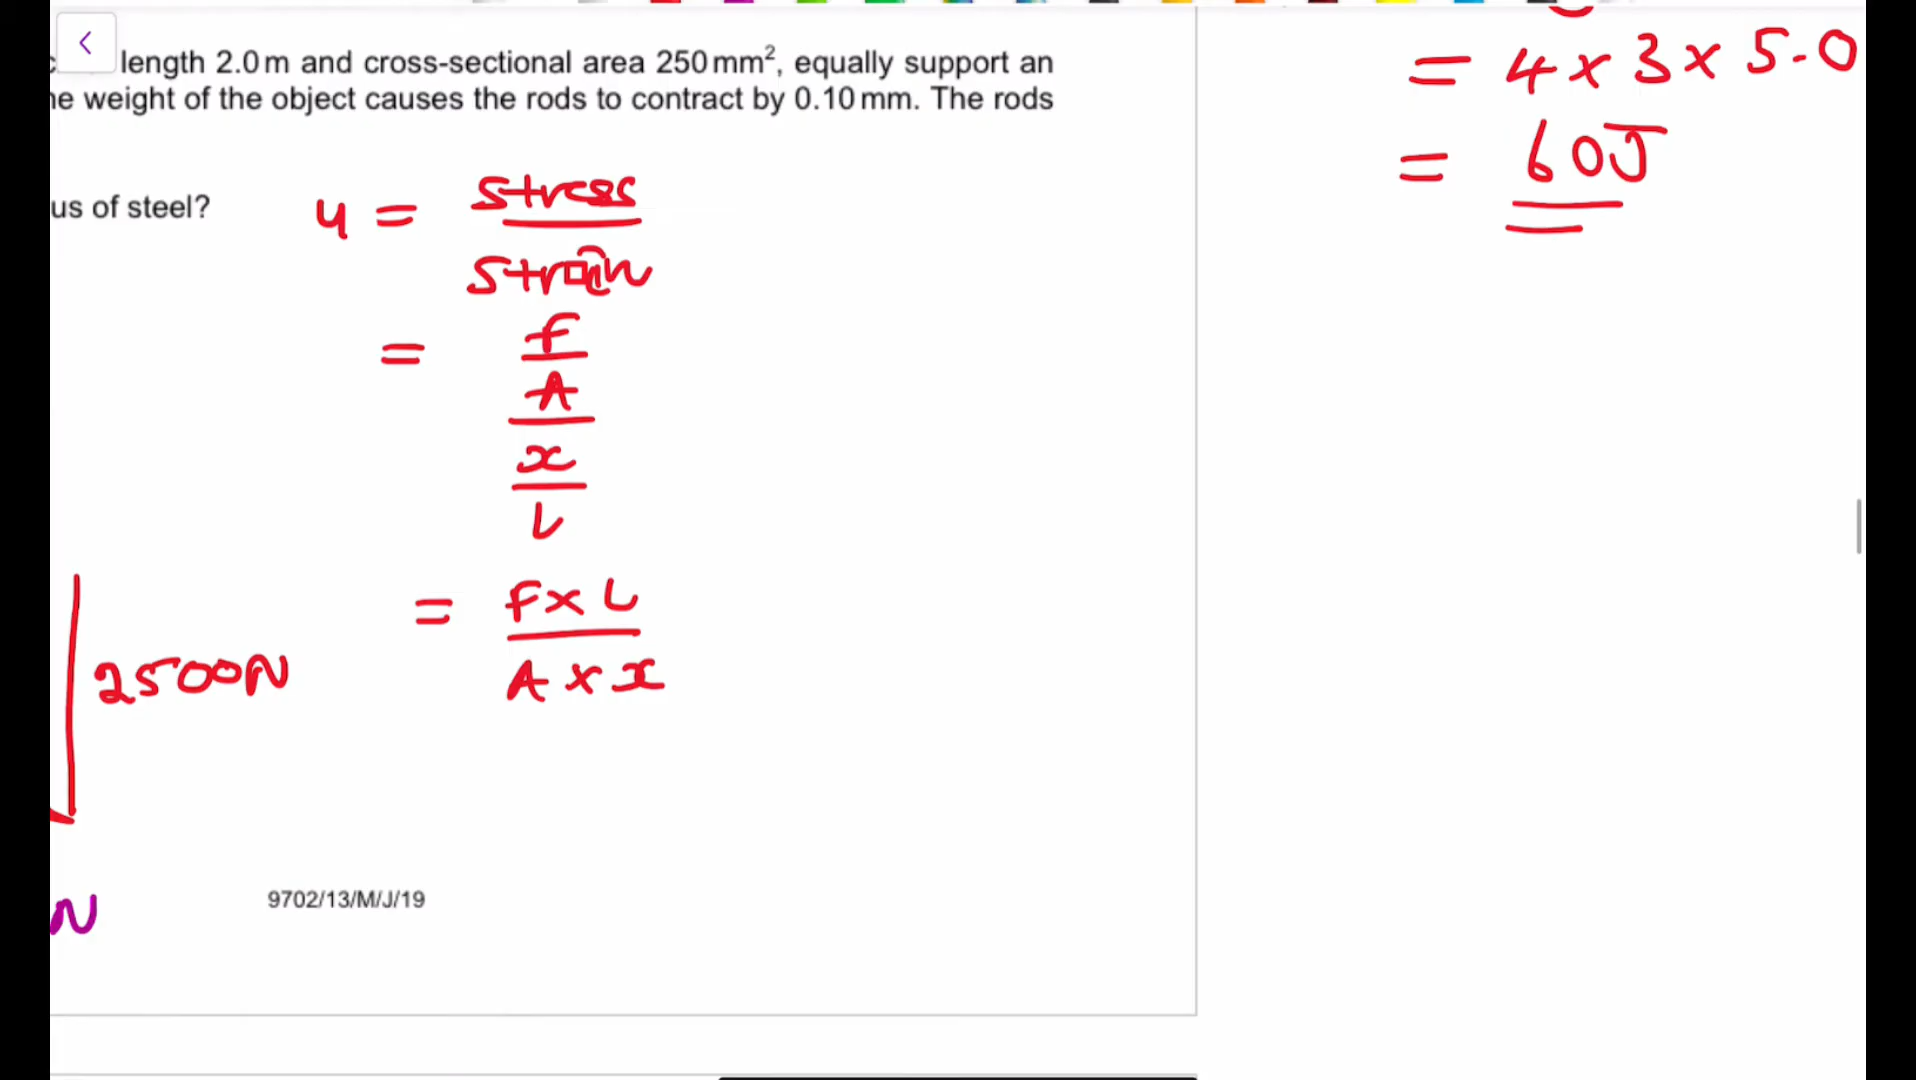 length 2.0 m and cross-sectional area 250 mm², equally support an
weight of the object causes the rods to contract by 0.10 mm. The rods
us of steel?
= 4 x 3 x 5.0
= 60J
y = stress
strain
= f
A
x
L
= F x L
A x x
2500N
N
9702/13/M/J/19